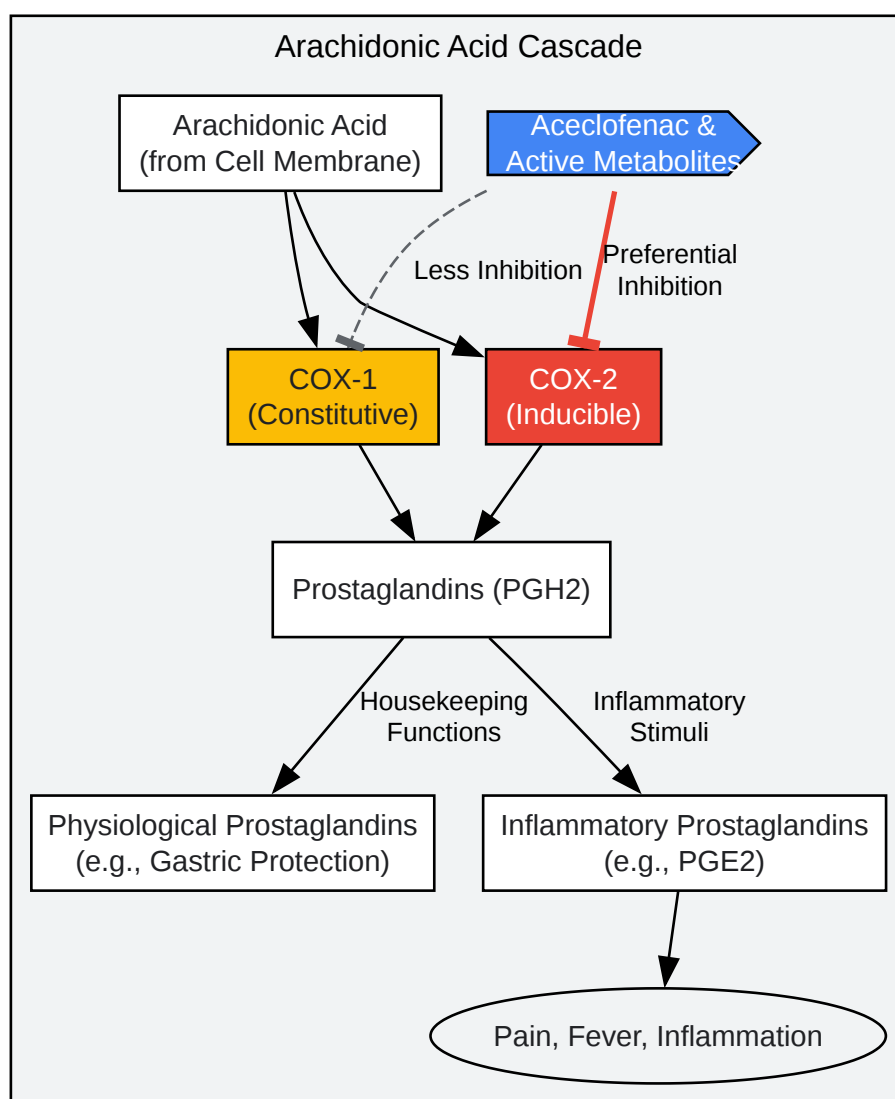 Arachidonic Acid Cascade
Arachidonic Acid
(from Cell Membrane)
Aceclofenac &
Active Metabolites
Less Inhibition
Preferential
Inhibition
COX-1
(Constitutive)
COX-2
(Inducible)
Prostaglandins (PGH2)
Housekeeping
Functions
Inflammatory
Stimuli
Physiological Prostaglandins
(e.g., Gastric Protection)
Inflammatory Prostaglandins
(e.g., PGE2)
Pain, Fever, Inflammation